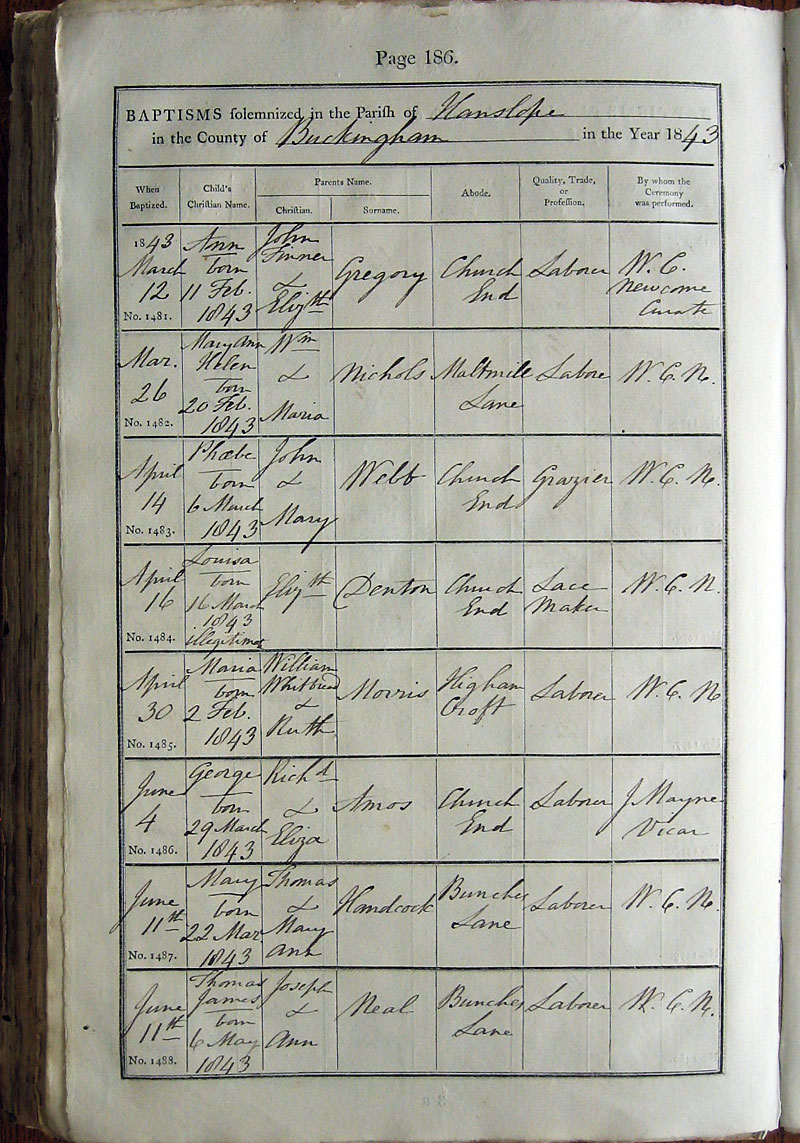 Page 186.
BAPTISMS solemnized in the Parish of Hanslope
in the County of Buckingham in the Year 1843
When Baptized.
Child's Christian Name.
Parents Name.
Christian.
Surname.
Abode.
Quality, Trade, or Profession.
By whom the Ceremony was performed.
1843 March 12 No. 1481.
Ann born 11 Feb. 1843
John Finner & Elizth
Gregory
Church End
Laborer
W. C. Newcome Curate
Mar. 26 No. 1482.
Mary Ann Helen born 20 Feb. 1843
Wm & Maria
Nichols
Maltmill Lane
Labore
W. C. N.
April 14 No. 1483.
Phœbe born 6 March 1843
John & Mary
Webb
Church End
Grazier
W. C. N.
April 16 No. 1484.
Louisa born 16 March 1843 illegitimate
Elizth
Denton
Church End
Lace Maker
W. C. N.
April 30 No. 1485.
Maria born 2 Feb. 1843
William Whitbread & Ruth
Morris
Higham Croft
Laborer
W. C. N
June 4 No. 1486.
George born 29 March 1843
Richd & Eliza
Amos
Church End
Laborer
J Mayne Vicar
June 11th No. 1487.
Mary born 22 Mar. 1843
Thomas & Mary Ann
Handcock
Bunches Lane
Laborer
W. C. N.
June 11th No. 1488.
Thomas James born 6 May 1843
Joseph & Ann
Neal
Bunches Lane
Laborer
W. C. N.